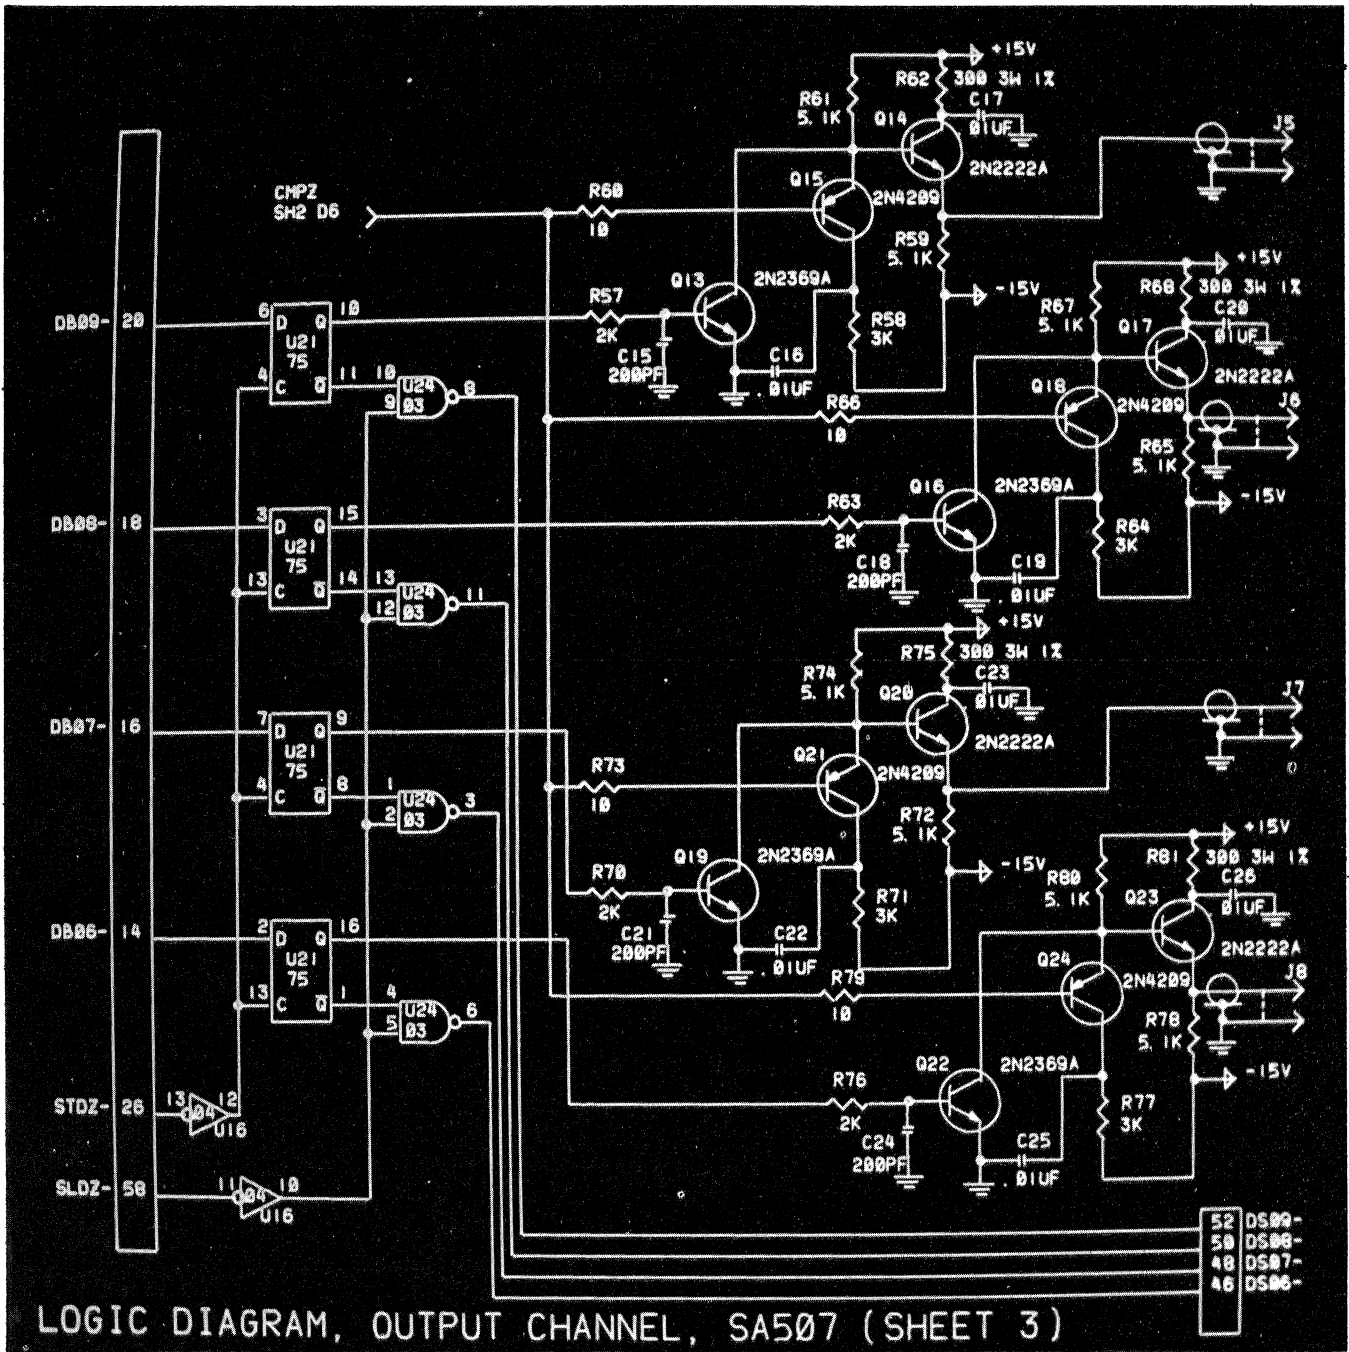 +15V
R62 300 3W 1%
R61 C17
5.1K Q14 .01UF
J5
2N2222A
Q15
CMPZ R60 2N4209
SH2 D6
10
R59
5.1K
+15V
Q13 2N2369A
R68 300 3W 1%
-15V
R57 R67 C20
5.1K Q17 .01UF
DB09- 20 6 D Q 10
U21
75
2K R58
3K
C15 C16
200PF .01UF
4 C Q 11 10 U24 8
9 03
2N2222A
Q18
R66 2N4209 J6
10
R65
5.1K
Q16 2N2369A
-15V
R63
DB08- 18 3 D Q 15
U21
75
2K R64
3K
C18 C19
200PF .01UF
13 C Q 14 13 U24 11
12 03
+15V
R75 300 3W 1%
R74 C23
5.1K Q20 .01UF
J7
DB07- 16 7 D Q 9
U21
75
2N2222A
Q21
R73 2N4209
10
4 C Q 8 1 U24 3
2 03
R72
5.1K
+15V
Q19 2N2369A
R81 300 3W 1%
-15V
R70 R80 C26
5.1K Q23 .01UF
2K R71
3K
DB06- 14 2 D Q 16
U21
75
C21 C22
200PF .01UF
2N2222A
Q24
R79 2N4209 J8
10
13 C Q 1 4 U24 6
5 03
R78
5.1K
Q22 2N2369A
-15V
R76
2K
STDZ- 26 13 04 12
U16
R77
3K
C24 C25
200PF .01UF
SLDZ- 58 11 04 10
U16
52 DS09-
50 DS08-
48 DS07-
46 DS06-
LOGIC DIAGRAM, OUTPUT CHANNEL, SA507 (SHEET 3)